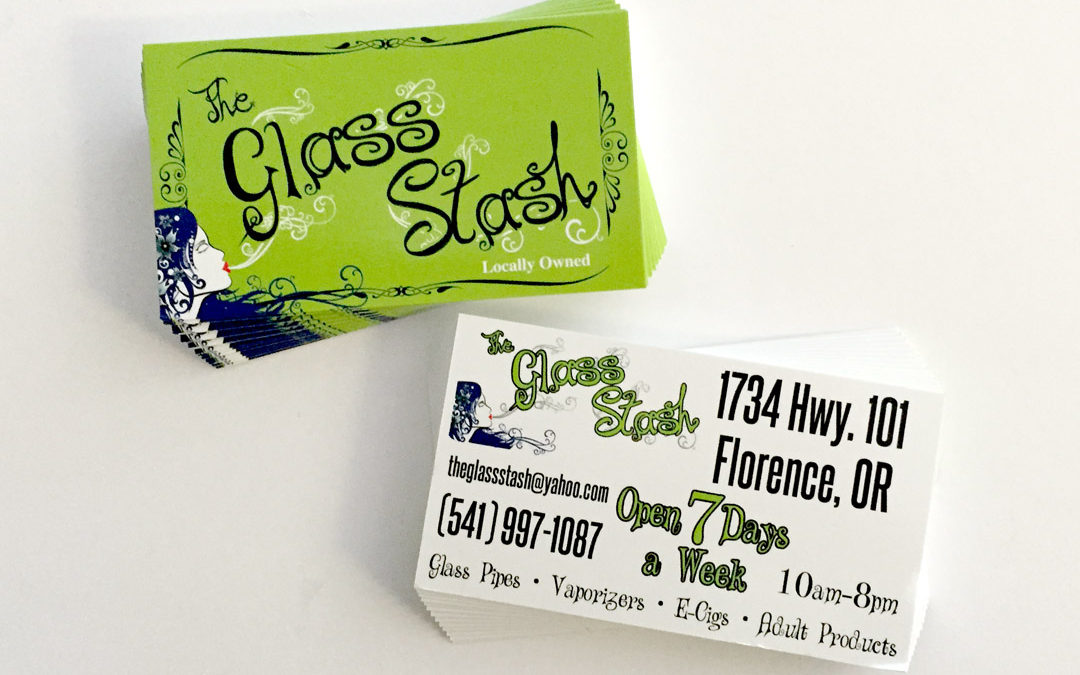 The
Glass
Stash
Locally Owned
The
Glass
Stash
1734 Hwy. 101
Florence, OR
theglassstash@yahoo.com
(541) 997-1087
Open 7 Days
a Week
10am-8pm
Glass Pipes • Vaporizers • E-Cigs • Adult Products